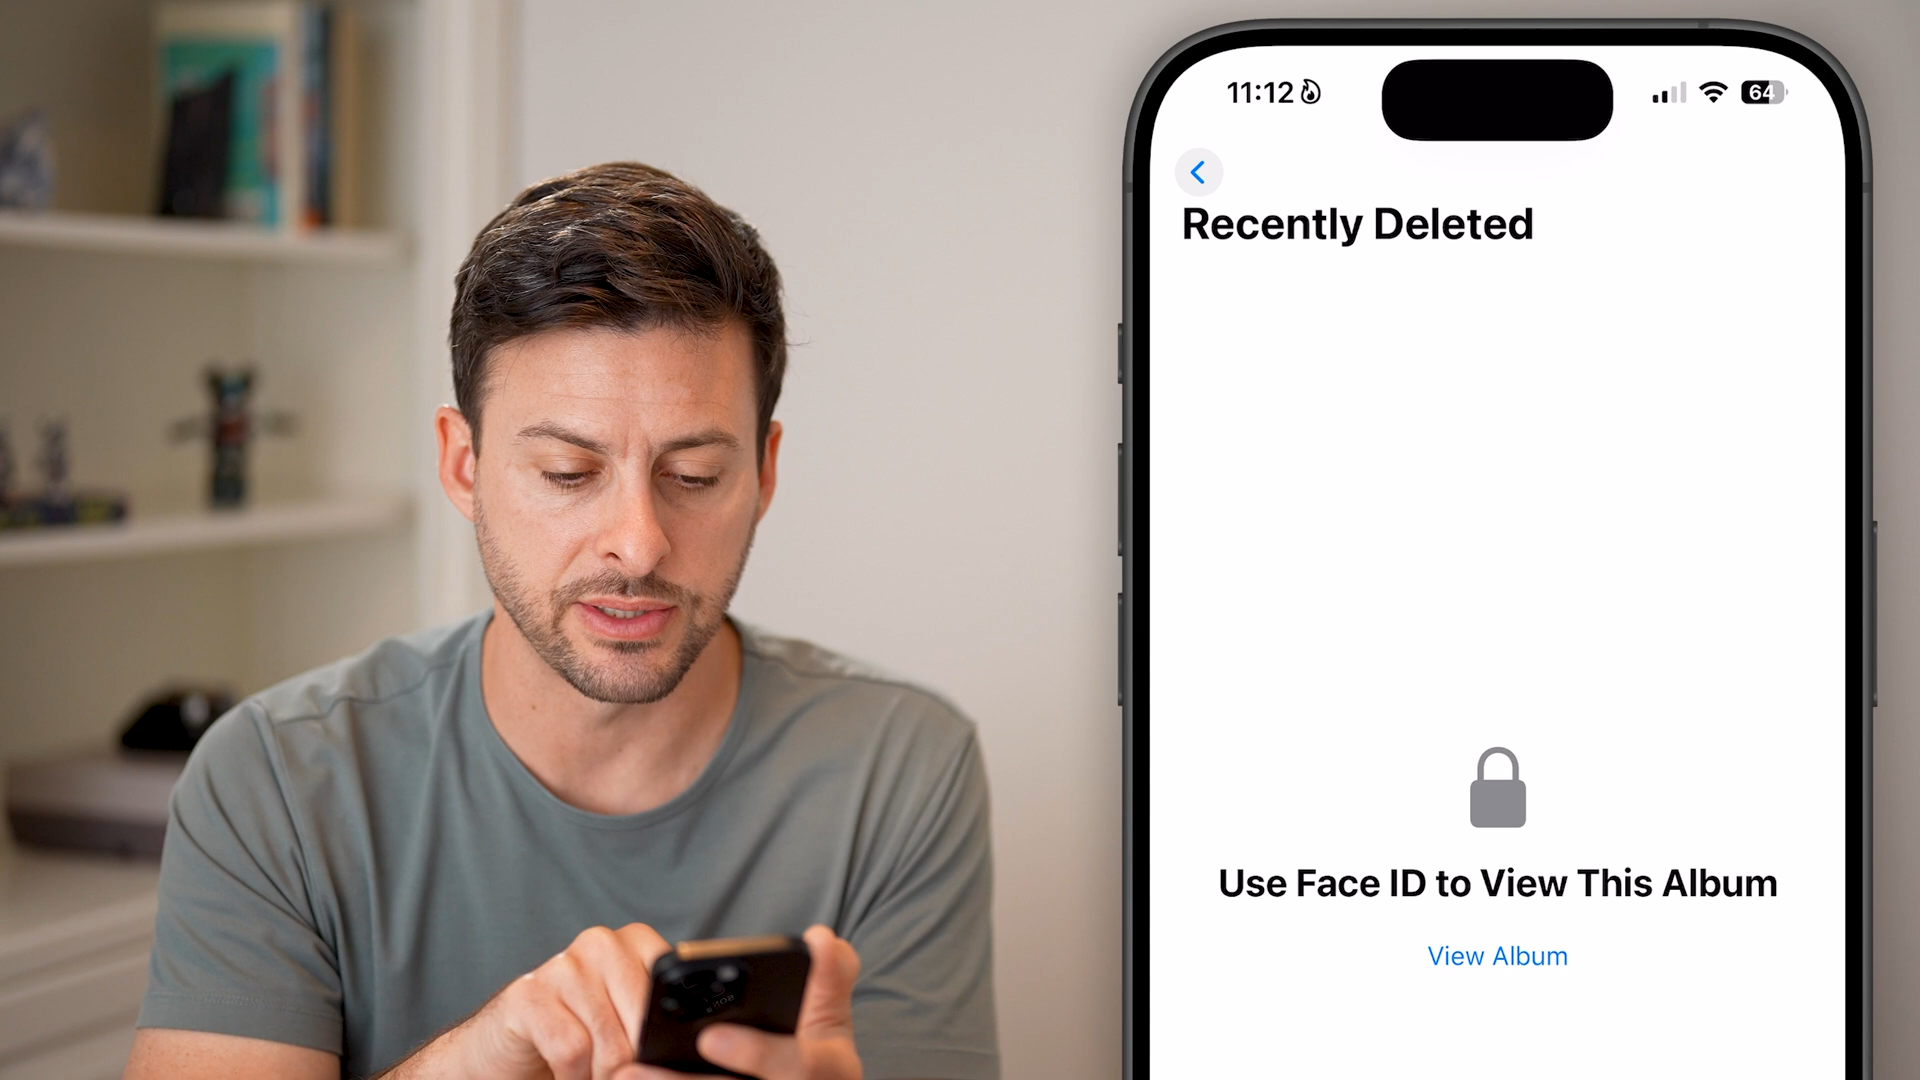 11:12
64
Recently Deleted
Use Face ID to View This Album
View Album